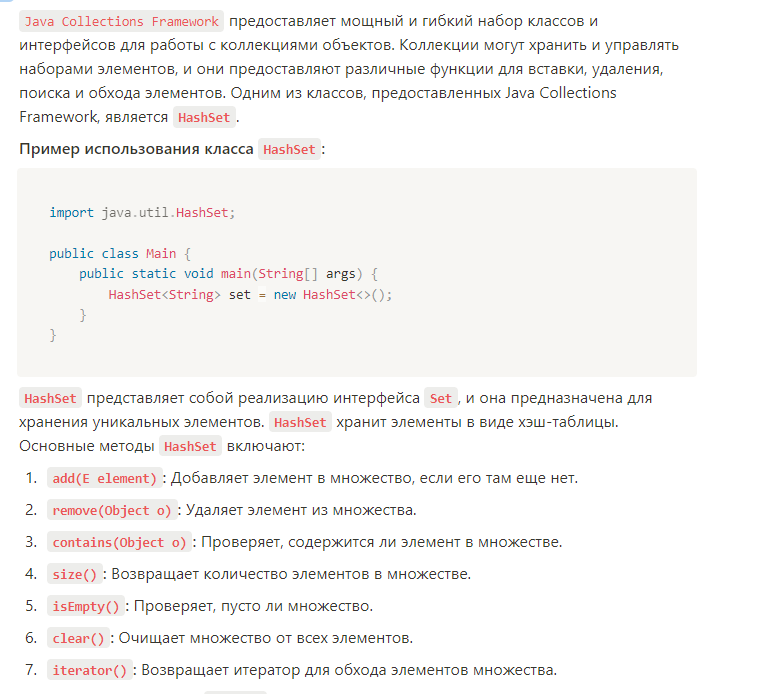 Java Collections Framework предоставляет мощный и гибкий набор классов и
интерфейсов для работы с коллекциями объектов. Коллекции могут хранить и управлять
наборами элементов, и они предоставляют различные функции для вставки, удаления,
поиска и обхода элементов. Одним из классов, предоставленных Java Collections
Framework, является HashSet.
Пример использования класса HashSet:
import java.util.HashSet;
public class Main {
    public static void main(String[] args) {
        HashSet<String> set = new HashSet<>();
    }
}
HashSet представляет собой реализацию интерфейса Set, и она предназначена для
хранения уникальных элементов. HashSet хранит элементы в виде хэш-таблицы.
Основные методы HashSet включают:
1. add(E element): Добавляет элемент в множество, если его там еще нет.
2. remove(Object o): Удаляет элемент из множества.
3. contains(Object o): Проверяет, содержится ли элемент в множестве.
4. size(): Возвращает количество элементов в множестве.
5. isEmpty(): Проверяет, пусто ли множество.
6. clear(): Очищает множество от всех элементов.
7. iterator(): Возвращает итератор для обхода элементов множества.